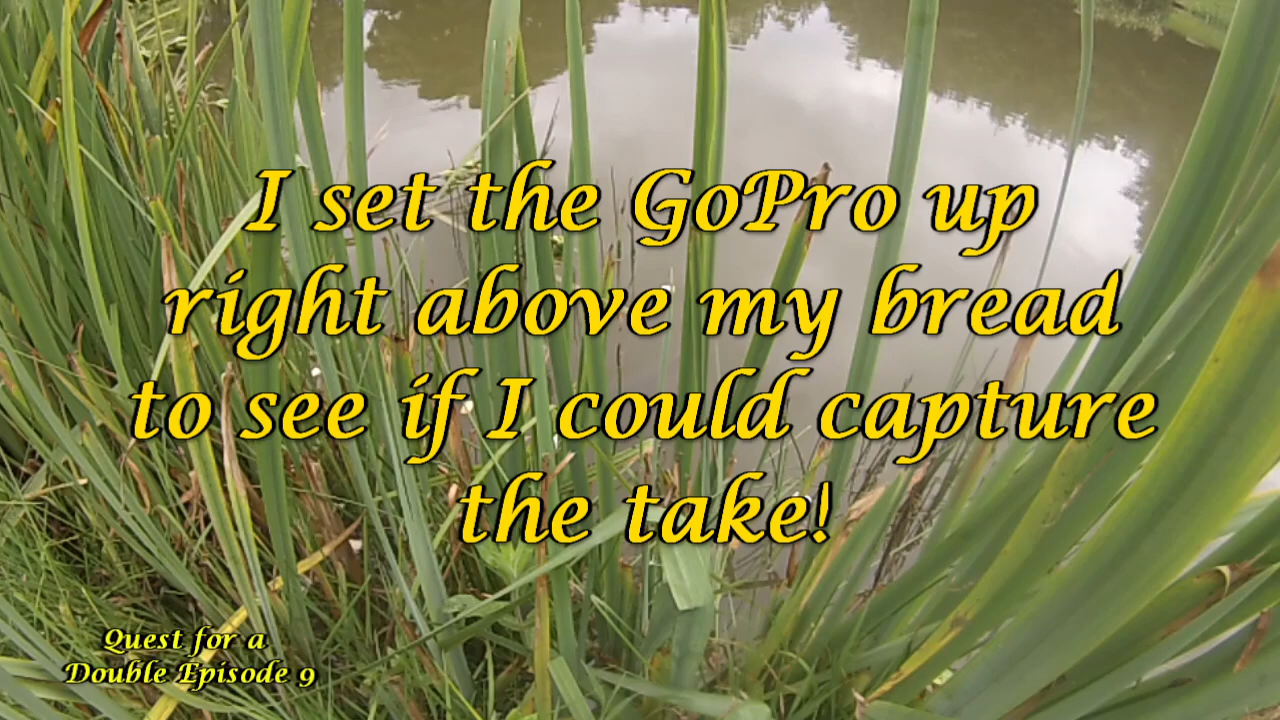 I set the GoPro up
right above my bread
to see if I could capture
the take!
Quest for a
Double Episode 9